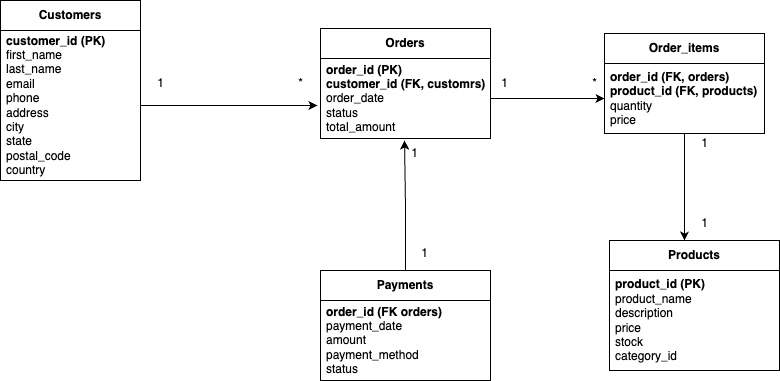 Customers
customer_id (PK)
first_name
last_name
email
phone
address
city
state
postal_code
country
1
*
Orders
order_id (PK)
customer_id (FK, customrs)
order_date
status
total_amount
1
*
Order_items
order_id (FK, orders)
product_id (FK, products)
quantity
price
1
1
1
1
Payments
order_id (FK orders)
payment_date
amount
payment_method
status
Products
product_id (PK)
product_name
description
price
stock
category_id